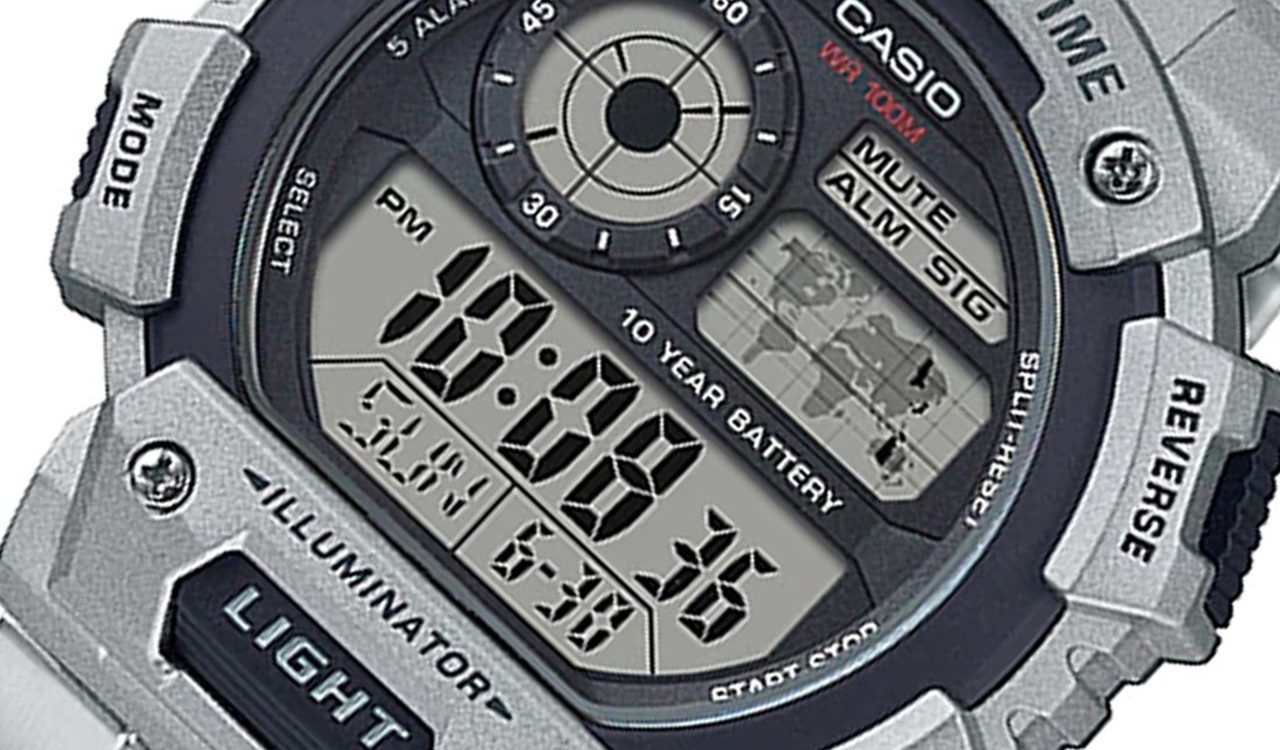 5 ALA
45
60
CASIO
WR 100M
TIME
MODE
SELECT
30
15
MUTE
ALM SIG
PM
10:08 36
SUN
6-30
10 YEAR BATTERY
SPLIT-RESET
REVERSE
START STOP
ILLUMINATOR
LIGHT